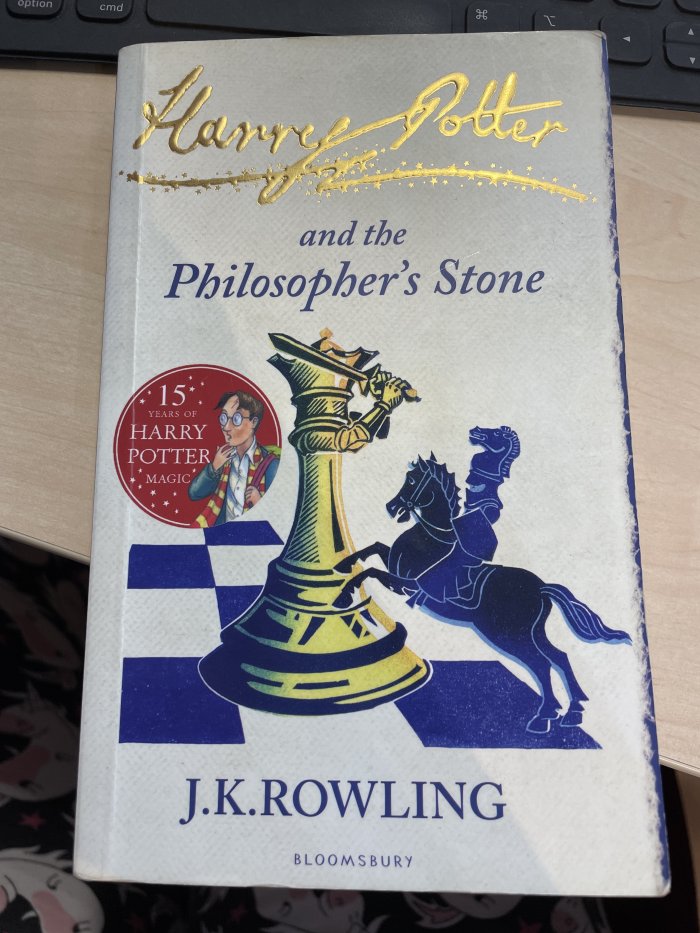 option
cmd
⌘
⌥
◄
▲
▼
Harry Potter
and the
Philosopher's Stone
15
YEARS OF
HARRY
POTTER
MAGIC
J.K.ROWLING
BLOOMSBURY